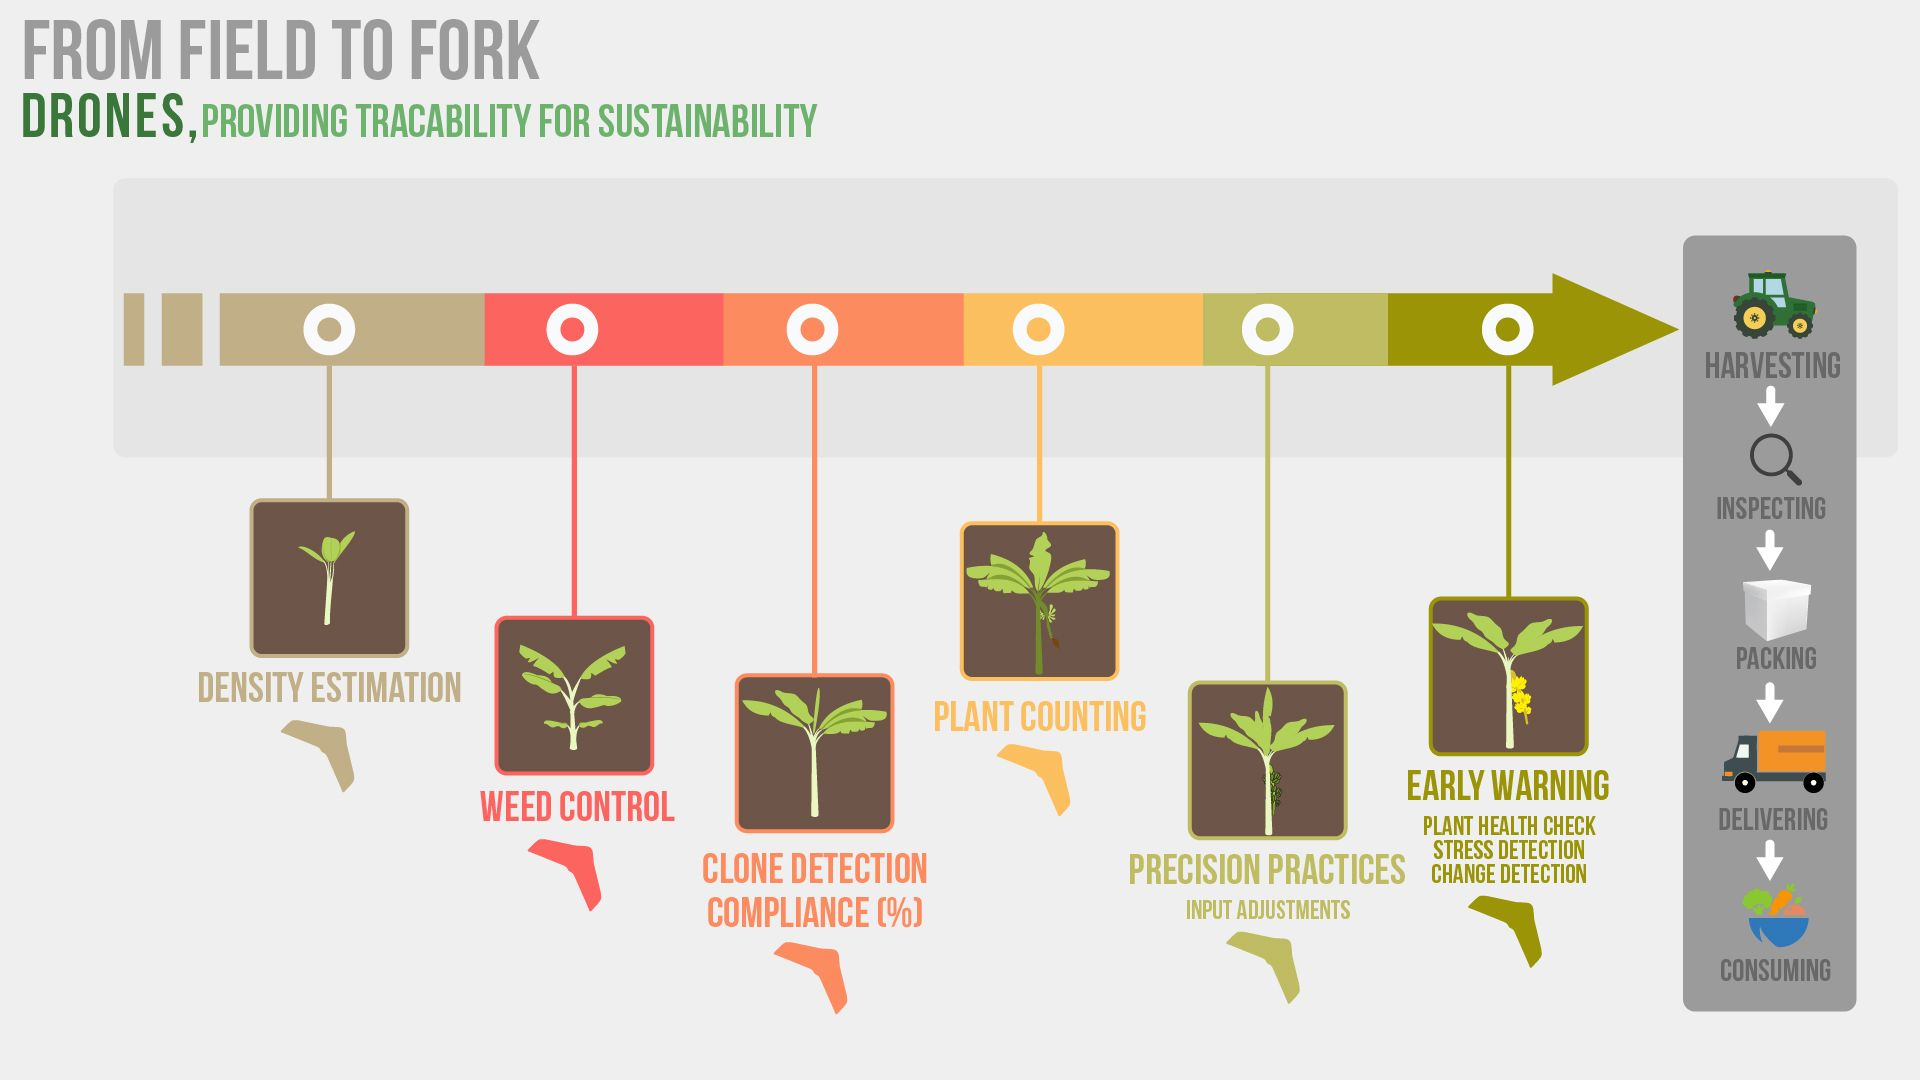 FROM FIELD TO FORK
DRONES, PROVIDING TRACABILITY FOR SUSTAINABILITY
DENSITY ESTIMATION
WEED CONTROL
CLONE DETECTION
COMPLIANCE (%)
PLANT COUNTING
PRECISION PRACTICES
INPUT ADJUSTMENTS
EARLY WARNING
PLANT HEALTH CHECK
STRESS DETECTION
CHANGE DETECTION
HARVESTING
INSPECTING
PACKING
DELIVERING
CONSUMING